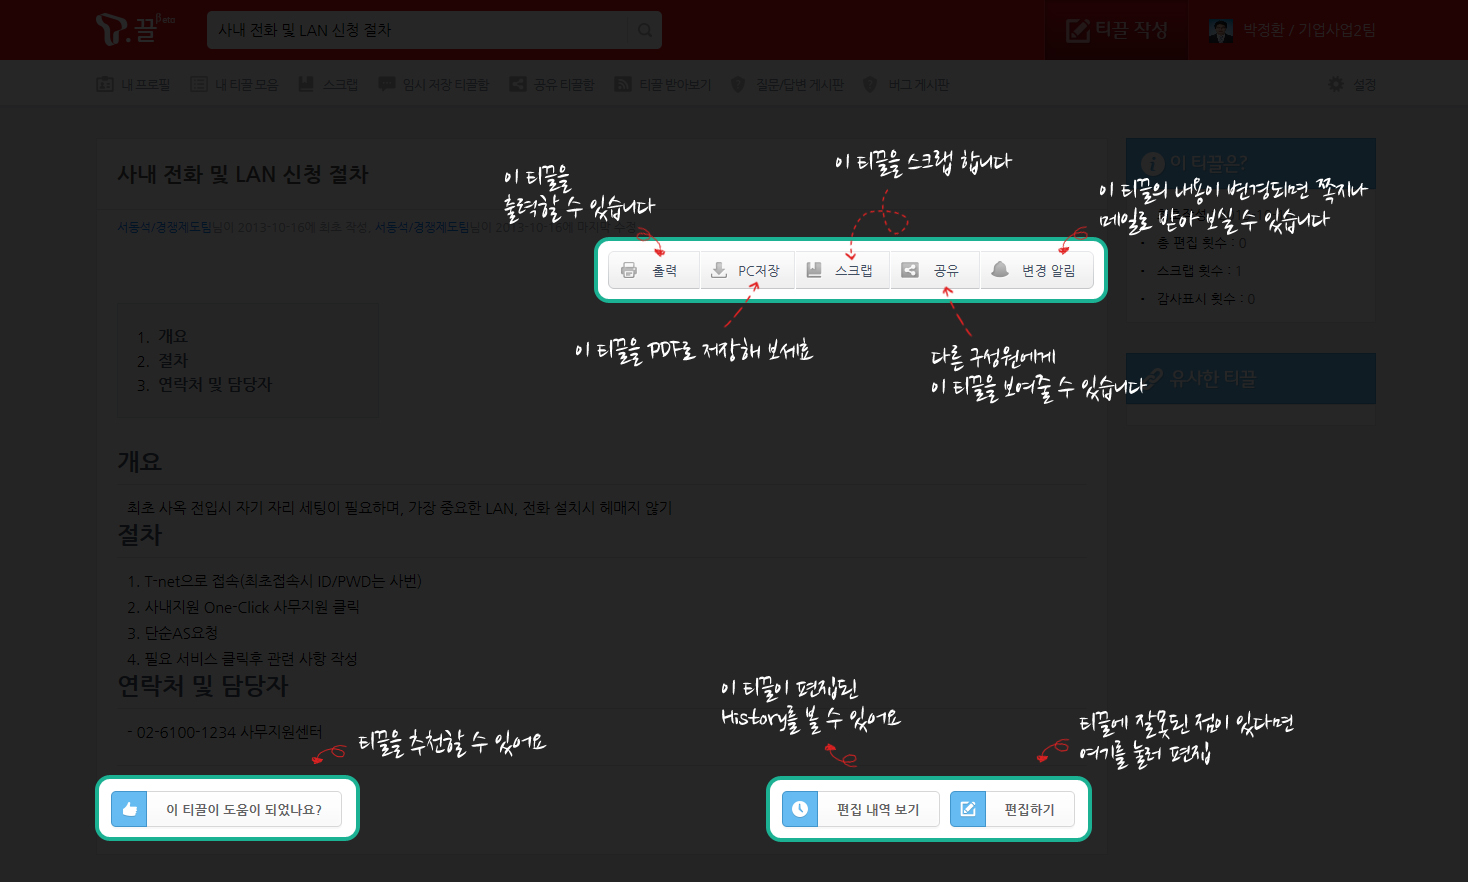 T.끌 βeta
사내 전화 및 LAN 신청 절차
티끌 작성
박정환 / 기업사업2팀
내 프로필
내 티끌 모음
스크랩
임시 저장 티끌함
공유 티끌함
티끌 받아보기
질문/답변 게시판
버그 게시판
설정
사내 전화 및 LAN 신청 절차
서동석/경정제도팀님이 2013-10-16에 최초 작성, 서동석/경정제도팀님이 2013-10-16에 마지막 수정
이 티끌을
출력할 수 있습니다
이 티끌을 스크랩 합니다
이 티끌은?
이 티끌의 내용이 변경되면 쪽지나
메일로 받아 보실 수 있습니다
• 총 편집 횟수 : 0
• 스크랩 횟수 : 1
• 감사표시 횟수 : 0
출력
PC저장
스크랩
공유
변경 알림
이 티끌을 PDF로 저장해 보세요
다른 구성원에게
이 티끌을 보여줄 수 있습니다
유사한 티끌
1. 개요
2. 절차
3. 연락처 및 담당자
개요
최초 사옥 전입시 자기 자리 세팅이 필요하며, 가장 중요한 LAN, 전화 설치시 헤매지 않기
절차
1. T-net으로 접속(최초접속시 ID/PWD는 사번)
2. 사내지원 One-Click 사무지원 클릭
3. 단순AS요청
4. 필요 서비스 클릭후 관련 사항 작성
연락처 및 담당자
- 02-6100-1234 사무지원센터
티끌을 추천할 수 있어요
이 티끌이 편집된
History를 볼 수 있어요
티끌에 잘못된 점이 있다면
여기를 눌러 편집
이 티끌이 도움이 되었나요?
편집 내역 보기
편집하기